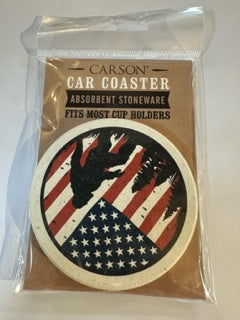 CARSON®
CAR COASTER
ABSORBENT STONEWARE
FITS MOST CUP HOLDERS